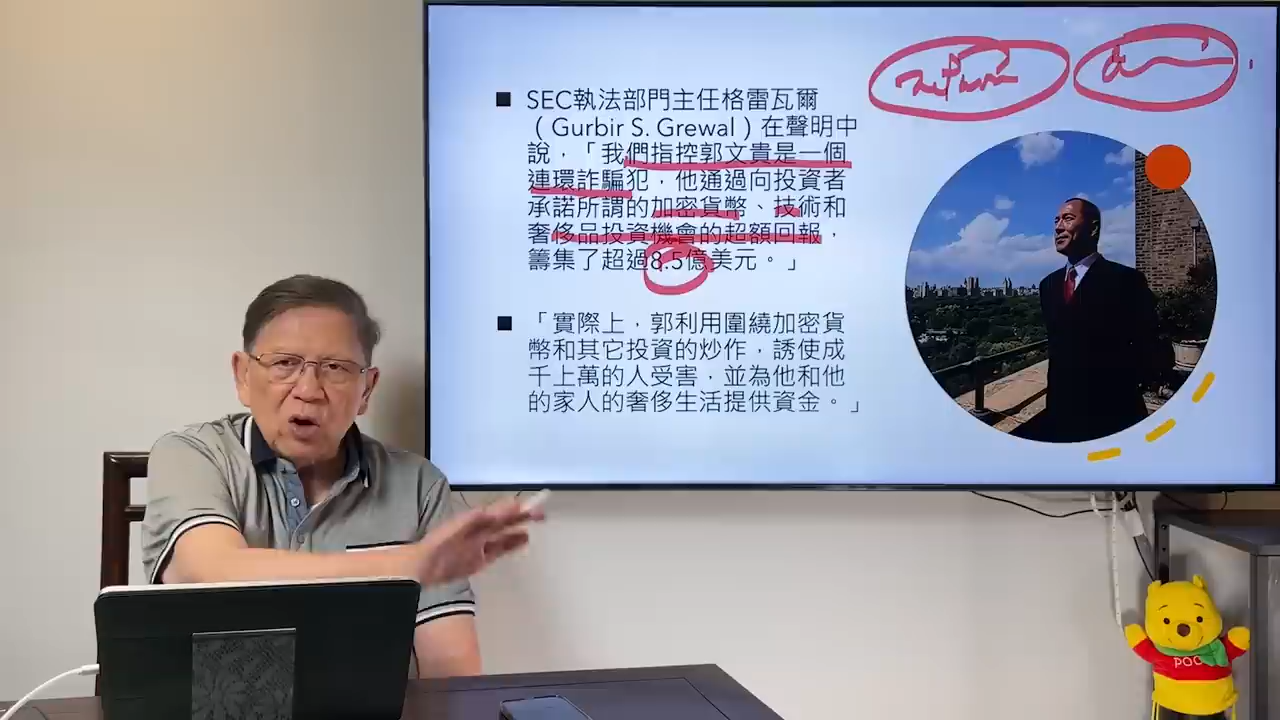 SEC執法部門主任格雷瓦爾
（Gurbir S. Grewal）在聲明中
說，「我們指控郭文貴是一個
連環詐騙犯，他通過向投資者
承諾所謂的加密貨幣、技術和
奢侈品投資機會的超額回報，
籌集了超過8.5億美元。」
「實際上，郭利用圍繞加密貨
幣和其它投資的炒作，誘使成
千上萬的人受害，並為他和他
的家人的奢侈生活提供資金。」